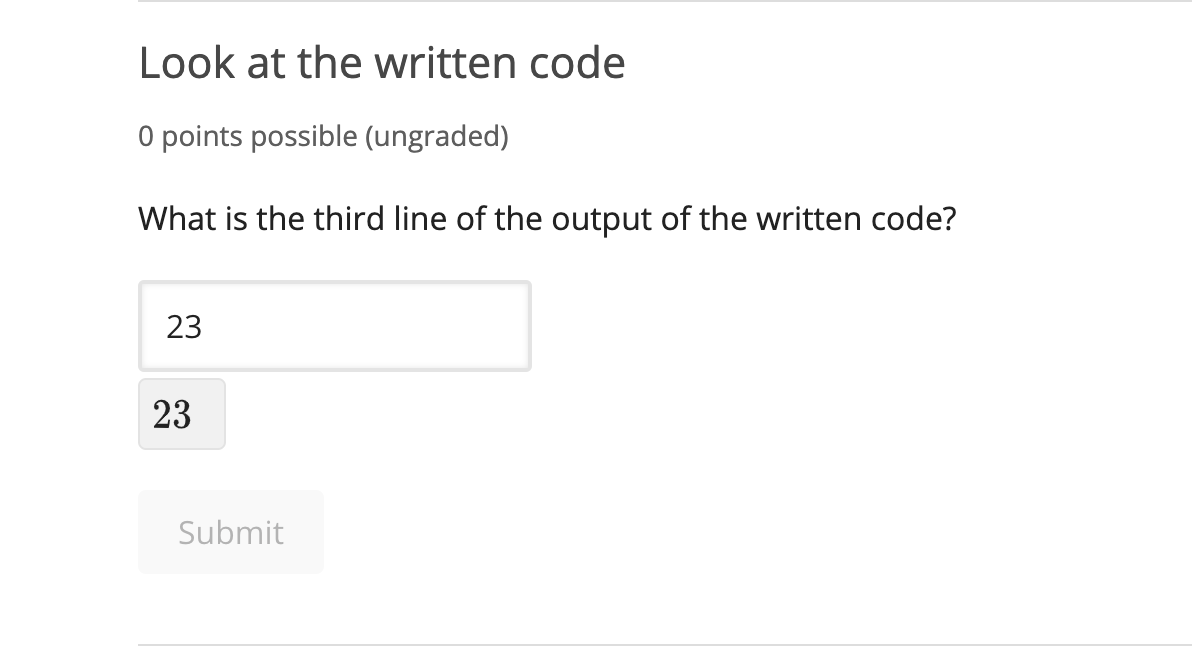 Look at the written code
0 points possible (ungraded)
What is the third line of the output of the written code?
23
23
Submit